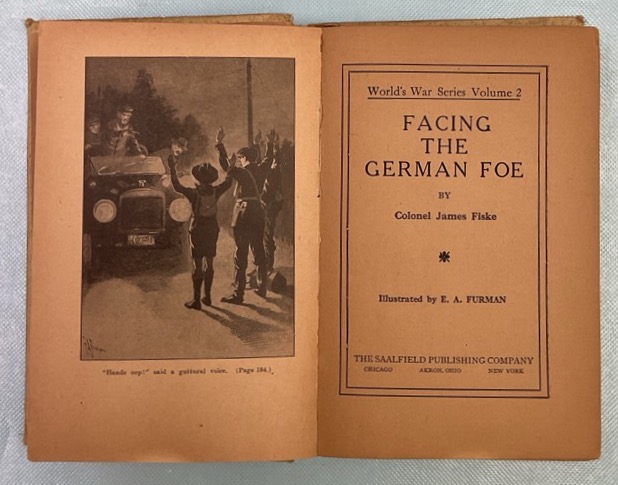 "Hands oop!" said a guttural voice. (Page 184.)
World's War Series Volume 2
FACING
THE
GERMAN FOE
BY
Colonel James Fiske
Illustrated by E. A. FURMAN
THE SAALFIELD PUBLISHING COMPANY
CHICAGO AKRON, OHIO NEW YORK